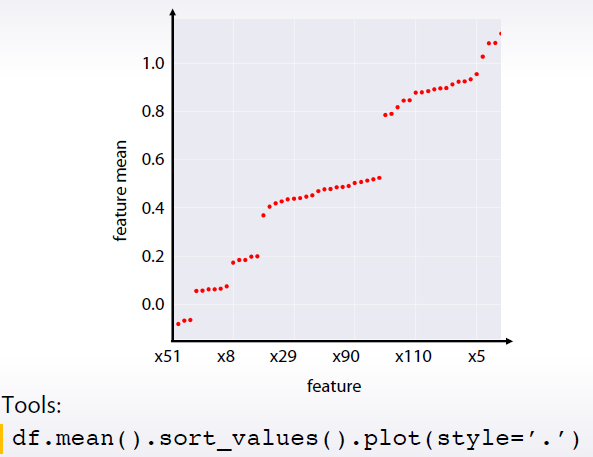 1.0
0.8
0.6
0.4
0.2
0.0
feature mean
x51 x8 x29 x90 x110 x5
feature
Tools:
df.mean().sort_values().plot(style=’.’)